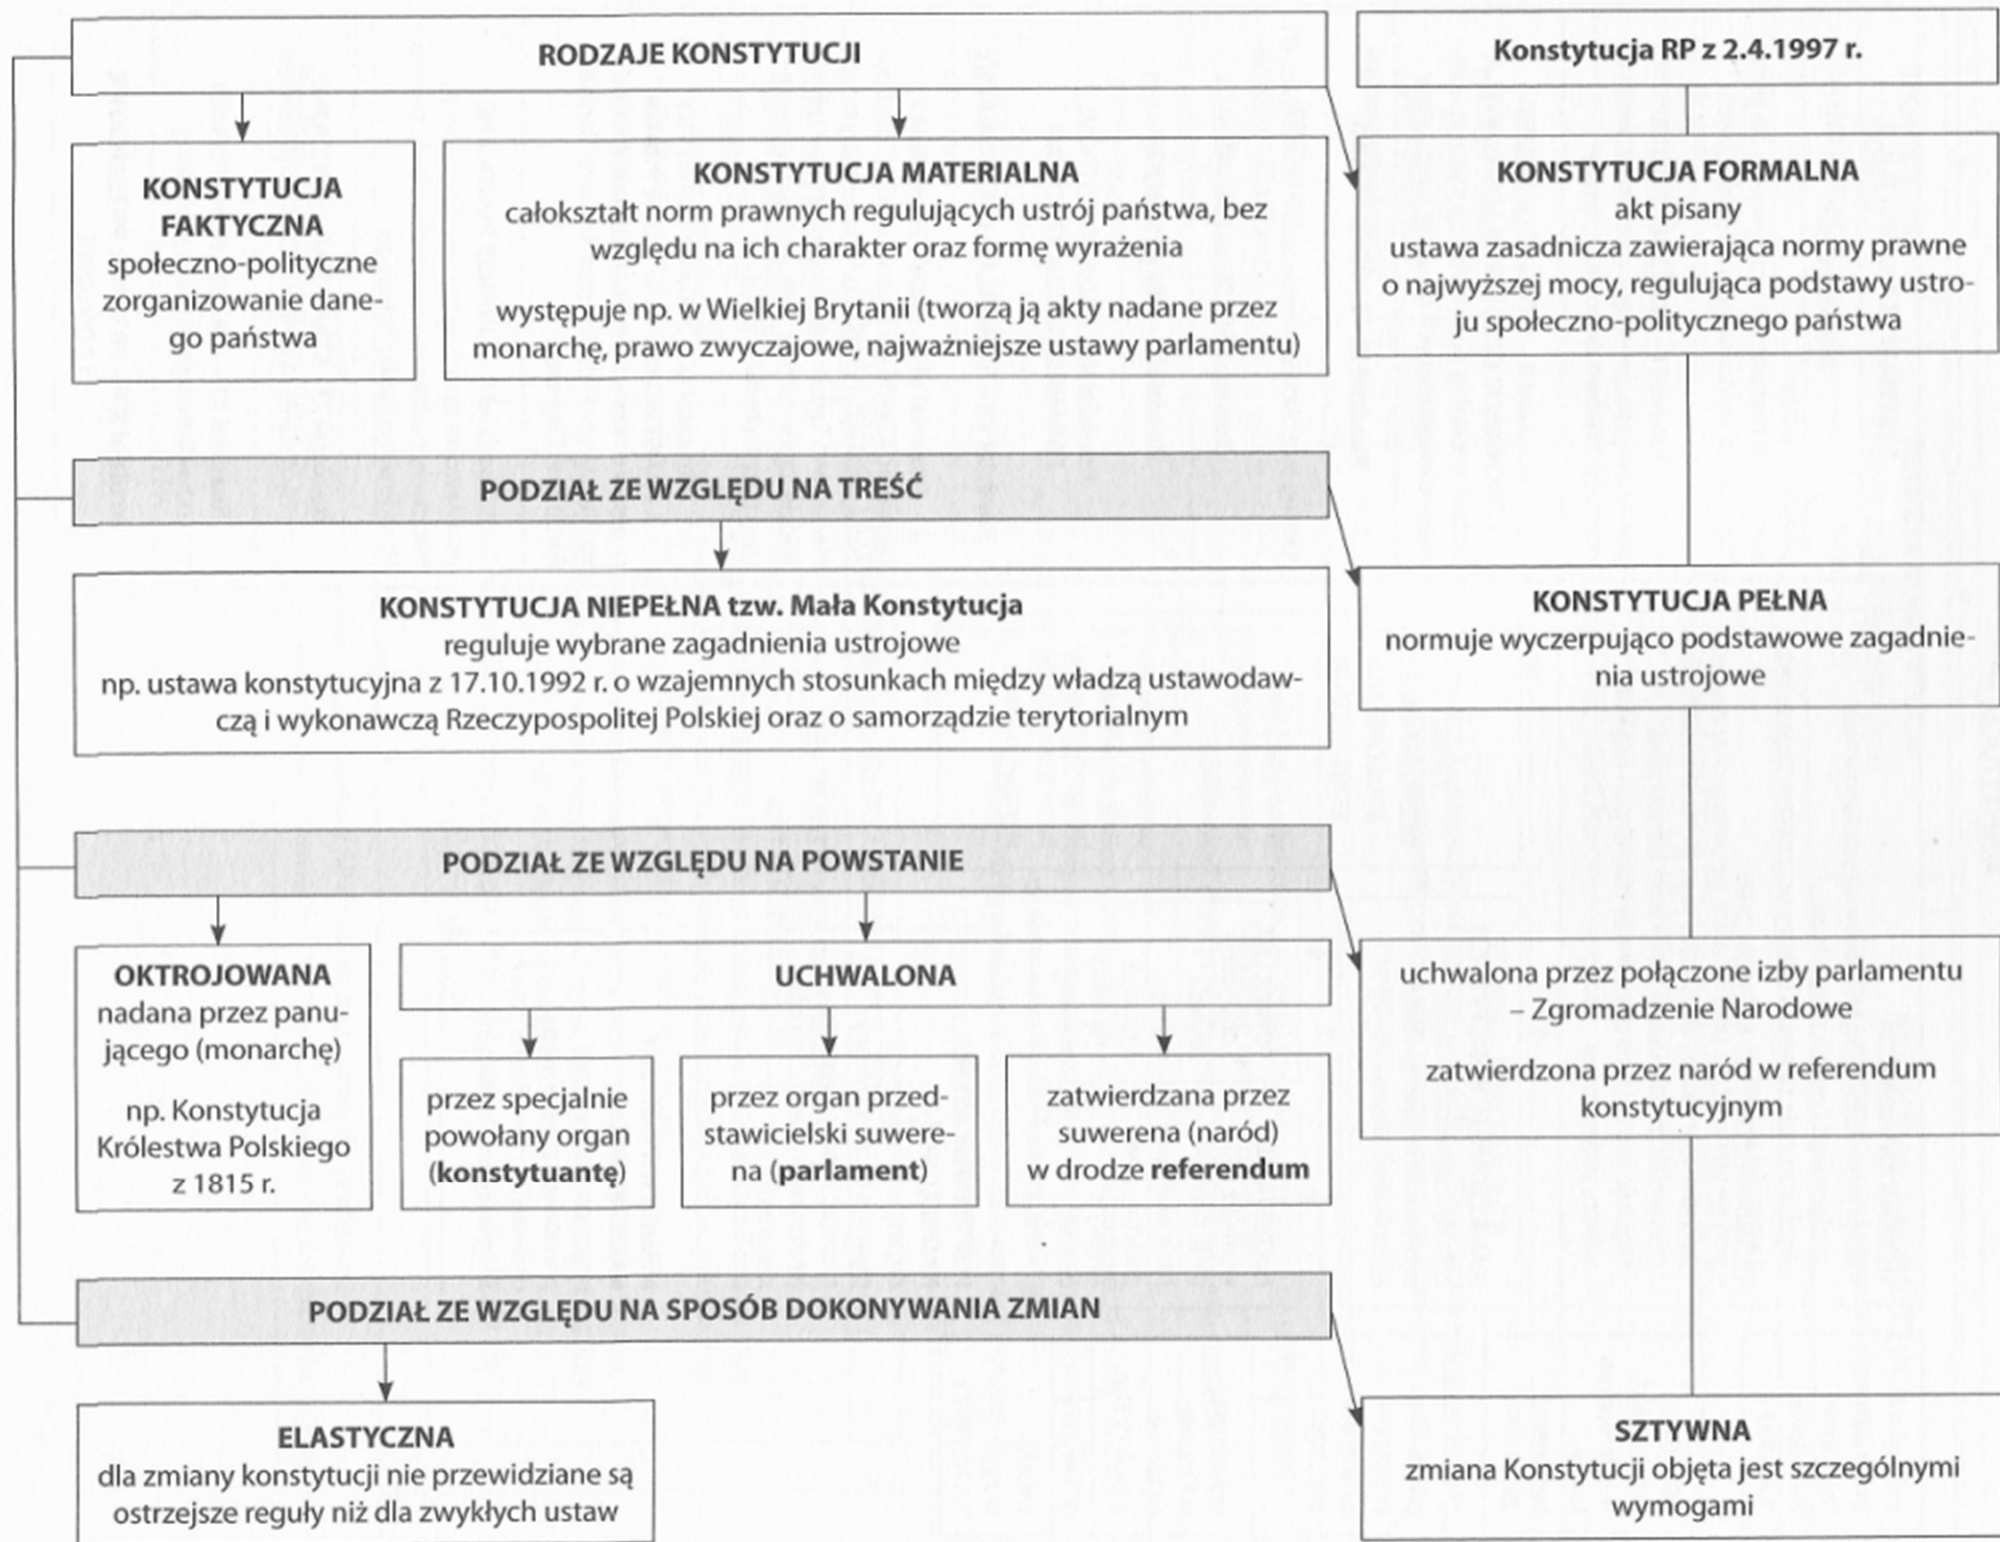 RODZAJE KONSTYTUCJI
Konstytucja RP z 2.4.1997 r.
KONSTYTUCJA
FAKTYCZNA
społeczno-polityczne
zorganizowanie dane-
go państwa
KONSTYTUCJA MATERIALNA
całokształt norm prawnych regulujących ustrój państwa, bez
względu na ich charakter oraz formę wyrażenia
występuje np. w Wielkiej Brytanii (tworzą ją akty nadane przez
monarchę, prawo zwyczajowe, najważniejsze ustawy parlamentu)
KONSTYTUCJA FORMALNA
akt pisany
ustawa zasadnicza zawierająca normy prawne
o najwyższej mocy, regulująca podstawy ustro-
ju społeczno-politycznego państwa
PODZIAŁ ZE WZGLĘDU NA TREŚĆ
KONSTYTUCJA NIEPEŁNA tzw. Mała Konstytucja
reguluje wybrane zagadnienia ustrojowe
np. ustawa konstytucyjna z 17.10.1992 r. o wzajemnych stosunkach między władzą ustawodaw-
czą i wykonawczą Rzeczypospolitej Polskiej oraz o samorządzie terytorialnym
KONSTYTUCJA PEŁNA
normuje wyczerpująco podstawowe zagadnie-
nia ustrojowe
PODZIAŁ ZE WZGLĘDU NA POWSTANIE
OKTROJOWANA
nadana przez panu-
jącego (monarchę)
np. Konstytucja
Królestwa Polskiego
z 1815 r.
UCHWALONA
przez specjalnie
powołany organ
(konstytuantę)
przez organ przed-
stawicielski suwere-
na (parlament)
zatwierdzana przez
suwerena (naród)
w drodze referendum
uchwalona przez połączone izby parlamentu
– Zgromadzenie Narodowe
zatwierdzona przez naród w referendum
konstytucyjnym
PODZIAŁ ZE WZGLĘDU NA SPOSÓB DOKONYWANIA ZMIAN
ELASTYCZNA
dla zmiany konstytucji nie przewidziane są
ostrzejsze reguły niż dla zwykłych ustaw
SZTYWNA
zmiana Konstytucji objęta jest szczególnymi
wymogami